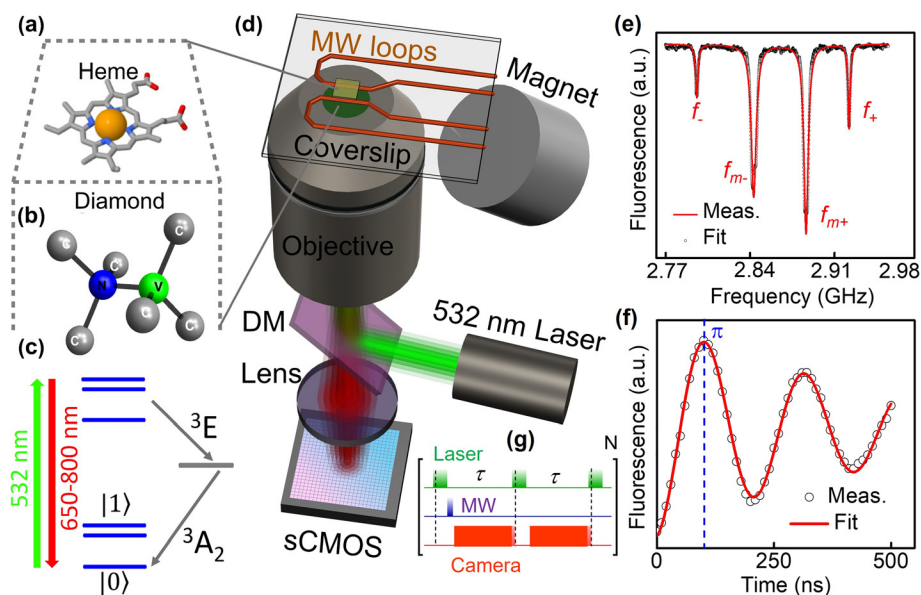 (a)
Heme
(b)
Diamond
C
C
C
N
V
C
C
C
(c)
532 nm
650-800 nm
³E
|1⟩
³A₂
|0⟩
(d)
MW loops
Magnet
Coverslip
Objective
DM
532 nm Laser
Lens
sCMOS
(g)
N
Laser
τ
τ
MW
Camera
(e)
Fluorescence (a.u.)
f-
fm-
fm+
f+
Meas.
Fit
2.77
2.84
2.91
2.98
Frequency (GHz)
(f)
Fluorescence (a.u.)
π
Meas.
Fit
0
250
500
Time (ns)